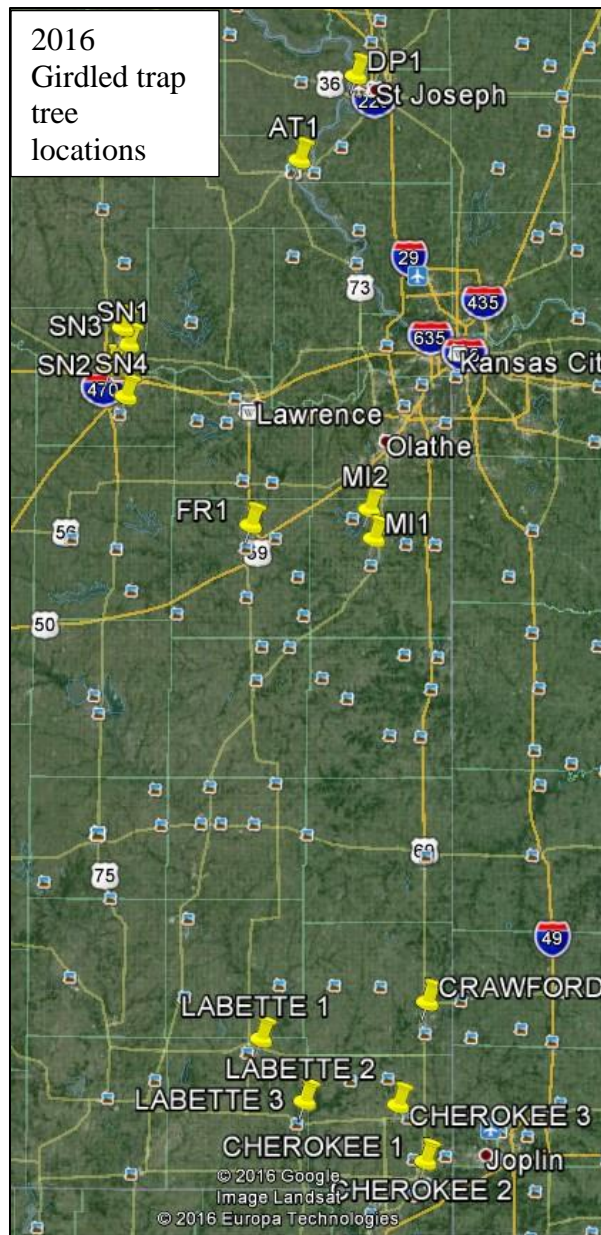 2016
Girdled trap
tree
locations
DP1
36
St Joseph
AT1
29
73
435
SN1
SN3
635
Kansas Cit
SN2 SN4
470
Lawrence
Olathe
MI2
FR1
MI1
56
59
50
69
75
49
CRAWFORD
LABETTE 1
LABETTE 2
LABETTE 3
CHEROKEE 3
CHEROKEE 1
Joplin
© 2016 Google
Image Landsat
CHEROKEE 2
© 2016 Europa Technologies